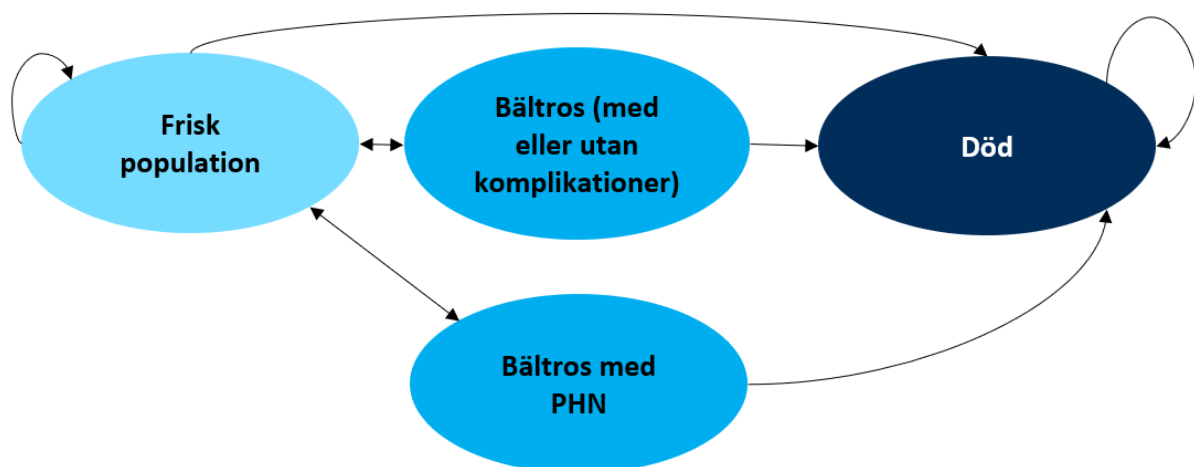 Frisk
population
Bältros (med
eller utan
komplikationer)
Död
Bältros med
PHN